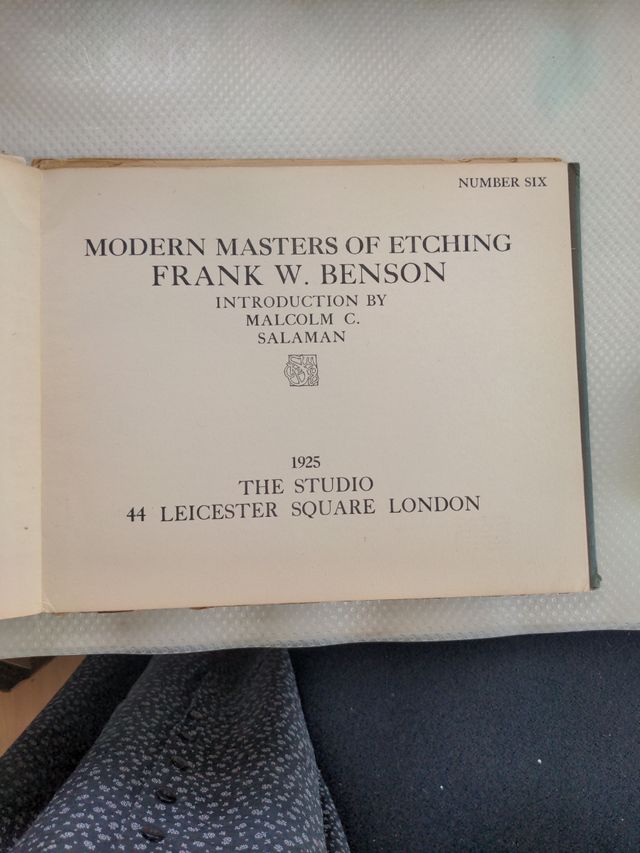 NUMBER SIX
MODERN MASTERS OF ETCHING
FRANK W. BENSON
INTRODUCTION BY
MALCOLM C.
SALAMAN
1925
THE STUDIO
44 LEICESTER SQUARE LONDON